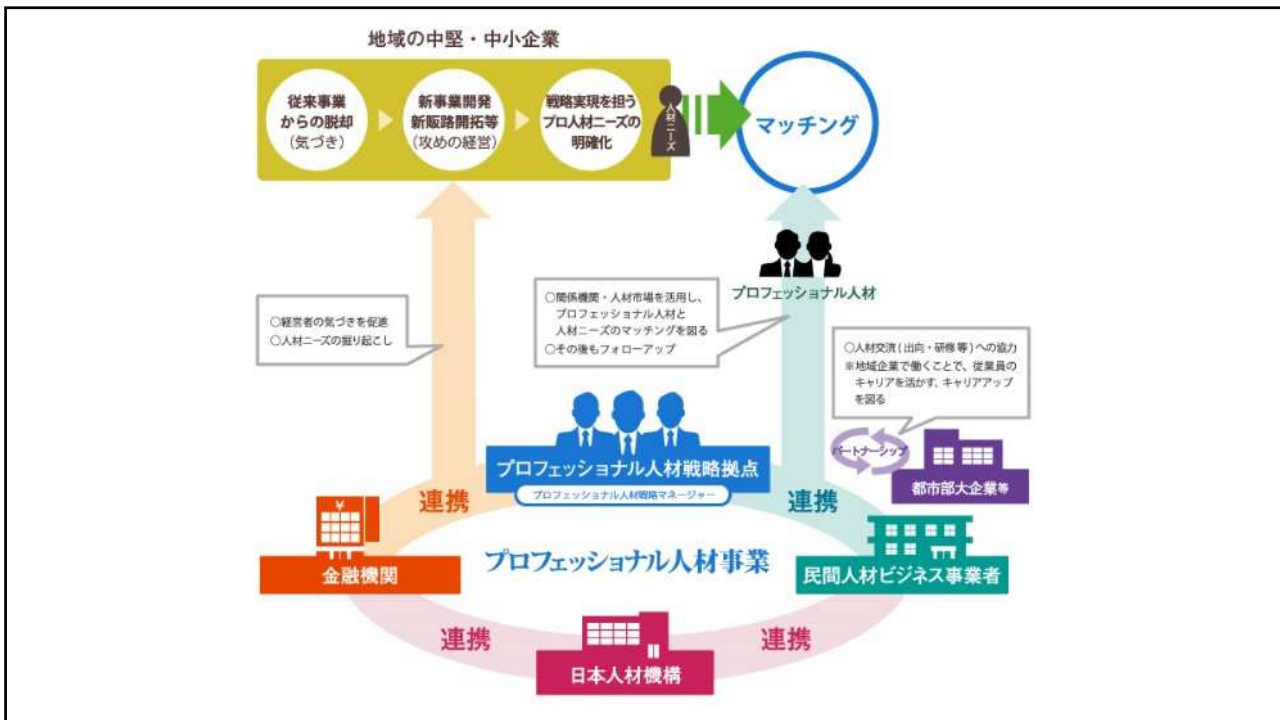 地域の中堅・中小企業
従来事業
からの脱却
(気づき)
新事業開発
新販路開拓等
(攻めの経営)
戦略実現を担う
プロ人材ニーズの
明確化
人材ニーズ
マッチング
プロフェッショナル人材
○経営者の気づきを促進
○人材ニーズの掘り起こし
○関係機関・人材市場を活用し、
プロフェッショナル人材と
人材ニーズのマッチングを図る
○その後もフォローアップ
○人材交流(出向・研修等)への協力
※地域企業で働くことで、従業員の
キャリアを活かす、キャリアアップ
を図る
パートナーシップ
都市部大企業等
プロフェッショナル人材戦略拠点
プロフェッショナル人材戦略マネージャー
連携
連携
¥
金融機関
プロフェッショナル人材事業
民間人材ビジネス事業者
連携
連携
日本人材機構